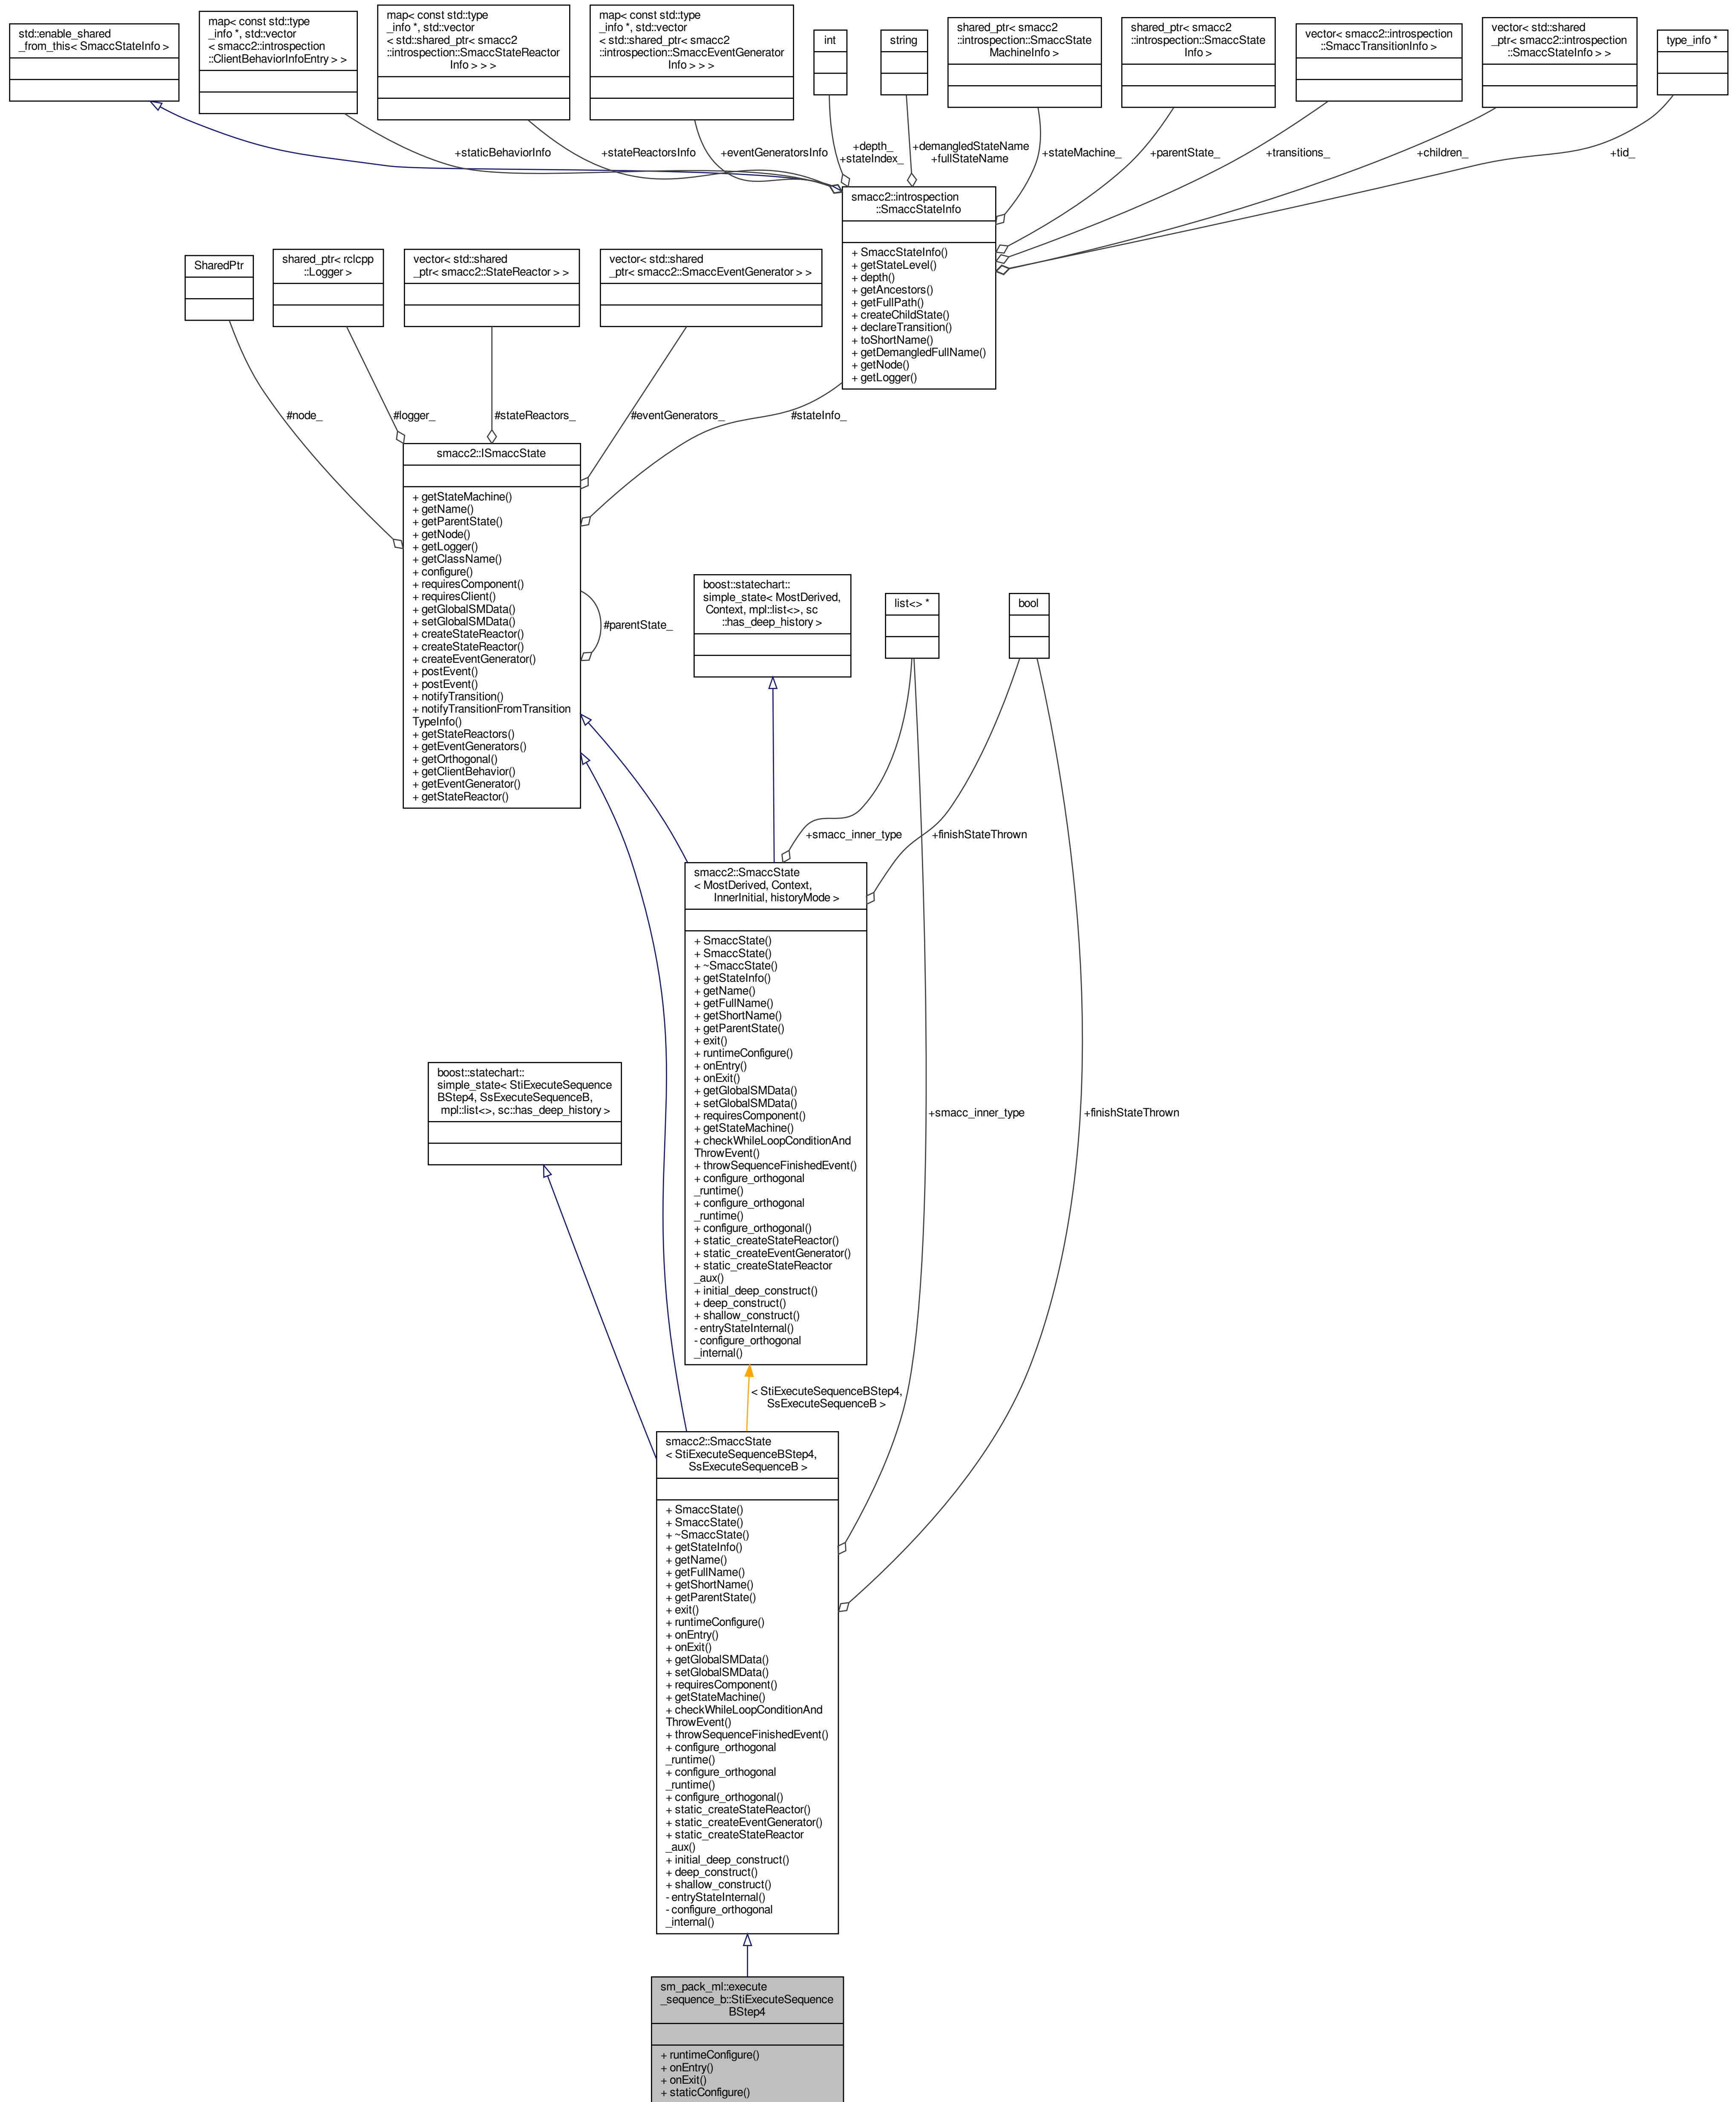 std::enable_shared
_from_this< SmaccStateInfo >
map< const std::type
_info *, std::vector
< smacc2::introspection
::ClientBehaviorInfoEntry > >
map< const std::type
_info *, std::vector
< std::shared_ptr< smacc2
::introspection::SmaccStateReactor
Info > > >
map< const std::type
_info *, std::vector
< std::shared_ptr< smacc2
::introspection::SmaccEventGenerator
Info > > >
int
string
shared_ptr< smacc2
::introspection::SmaccState
MachineInfo >
shared_ptr< smacc2
::introspection::SmaccState
Info >
vector< smacc2::introspection
::SmaccTransitionInfo >
vector< std::shared
_ptr< smacc2::introspection
::SmaccStateInfo > >
type_info *
+staticBehaviorInfo
+stateReactorsInfo
+eventGeneratorsInfo
+depth_
+stateIndex_
+demangledStateName
+fullStateName
+stateMachine_
+parentState_
+transitions_
+children_
+tid_
smacc2::introspection
::SmaccStateInfo
+ SmaccStateInfo()
+ getStateLevel()
+ depth()
+ getAncestors()
+ getFullPath()
+ createChildState()
+ declareTransition()
+ toShortName()
+ getDemangledFullName()
+ getNode()
+ getLogger()
SharedPtr
shared_ptr< rclcpp
::Logger >
vector< std::shared
_ptr< smacc2::StateReactor > >
vector< std::shared
_ptr< smacc2::SmaccEventGenerator > >
#node_
#logger_
#stateReactors_
#eventGenerators_
#stateInfo_
smacc2::ISmaccState
+ getStateMachine()
+ getName()
+ getParentState()
+ getNode()
+ getLogger()
+ getClassName()
+ configure()
+ requiresComponent()
+ requiresClient()
+ getGlobalSMData()
+ setGlobalSMData()
+ createStateReactor()
+ createStateReactor()
+ createEventGenerator()
+ postEvent()
+ postEvent()
+ notifyTransition()
+ notifyTransitionFromTransition
TypeInfo()
+ getStateReactors()
+ getEventGenerators()
+ getOrthogonal()
+ getClientBehavior()
+ getEventGenerator()
+ getStateReactor()
#parentState_
boost::statechart::
simple_state< MostDerived,
Context, mpl::list<>, sc
::has_deep_history >
list<> *
bool
+smacc_inner_type
+finishStateThrown
smacc2::SmaccState
< MostDerived, Context,
InnerInitial, historyMode >
+ SmaccState()
+ SmaccState()
+ ~SmaccState()
+ getStateInfo()
+ getName()
+ getFullName()
+ getShortName()
+ getParentState()
+ exit()
+ runtimeConfigure()
+ onEntry()
+ onExit()
+ getGlobalSMData()
+ setGlobalSMData()
+ requiresComponent()
+ getStateMachine()
+ checkWhileLoopConditionAnd
ThrowEvent()
+ throwSequenceFinishedEvent()
+ configure_orthogonal
_runtime()
+ configure_orthogonal
_runtime()
+ configure_orthogonal()
+ static_createStateReactor()
+ static_createEventGenerator()
+ static_createStateReactor
_aux()
+ initial_deep_construct()
+ deep_construct()
+ shallow_construct()
- entryStateInternal()
- configure_orthogonal
_internal()
boost::statechart::
simple_state< StiExecuteSequence
BStep4, SsExecuteSequenceB,
mpl::list<>, sc::has_deep_history >
+smacc_inner_type
+finishStateThrown
< StiExecuteSequenceBStep4,
SsExecuteSequenceB >
smacc2::SmaccState
< StiExecuteSequenceBStep4,
SsExecuteSequenceB >
+ SmaccState()
+ SmaccState()
+ ~SmaccState()
+ getStateInfo()
+ getName()
+ getFullName()
+ getShortName()
+ getParentState()
+ exit()
+ runtimeConfigure()
+ onEntry()
+ onExit()
+ getGlobalSMData()
+ setGlobalSMData()
+ requiresComponent()
+ getStateMachine()
+ checkWhileLoopConditionAnd
ThrowEvent()
+ throwSequenceFinishedEvent()
+ configure_orthogonal
_runtime()
+ configure_orthogonal
_runtime()
+ configure_orthogonal()
+ static_createStateReactor()
+ static_createEventGenerator()
+ static_createStateReactor
_aux()
+ initial_deep_construct()
+ deep_construct()
+ shallow_construct()
- entryStateInternal()
- configure_orthogonal
_internal()
sm_pack_ml::execute
_sequence_b::StiExecuteSequence
BStep4
+ runtimeConfigure()
+ onEntry()
+ onExit()
+ staticConfigure()